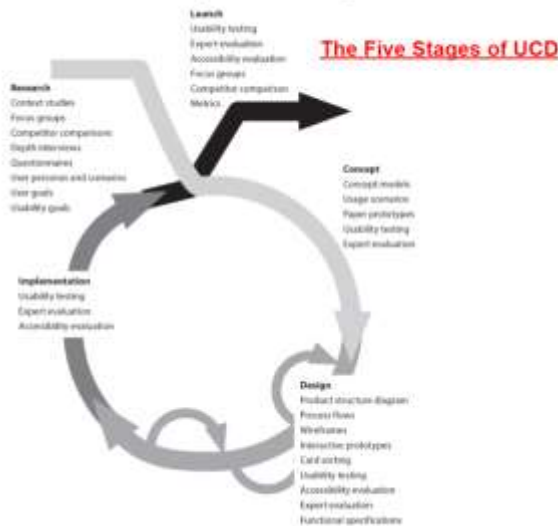 The Five Stages of UCD
Launch
Usability testing
Expert evaluation
Accessibility evaluation
Focus groups
Competitor comparison
Metrics
Research
Context studies
Focus groups
Competitor comparisons
Depth interviews
Questionnaires
User personas and scenarios
User goals
Usability goals
Concept
Concept models
Usage scenarios
Paper prototypes
Usability testing
Expert evaluation
Implementation
Usability testing
Expert evaluation
Accessibility evaluation
Design
Product structure diagram
Process flows
Wireframes
Interactive prototypes
Card sorting
Usability testing
Accessibility evaluation
Expert evaluation
Functional specifications